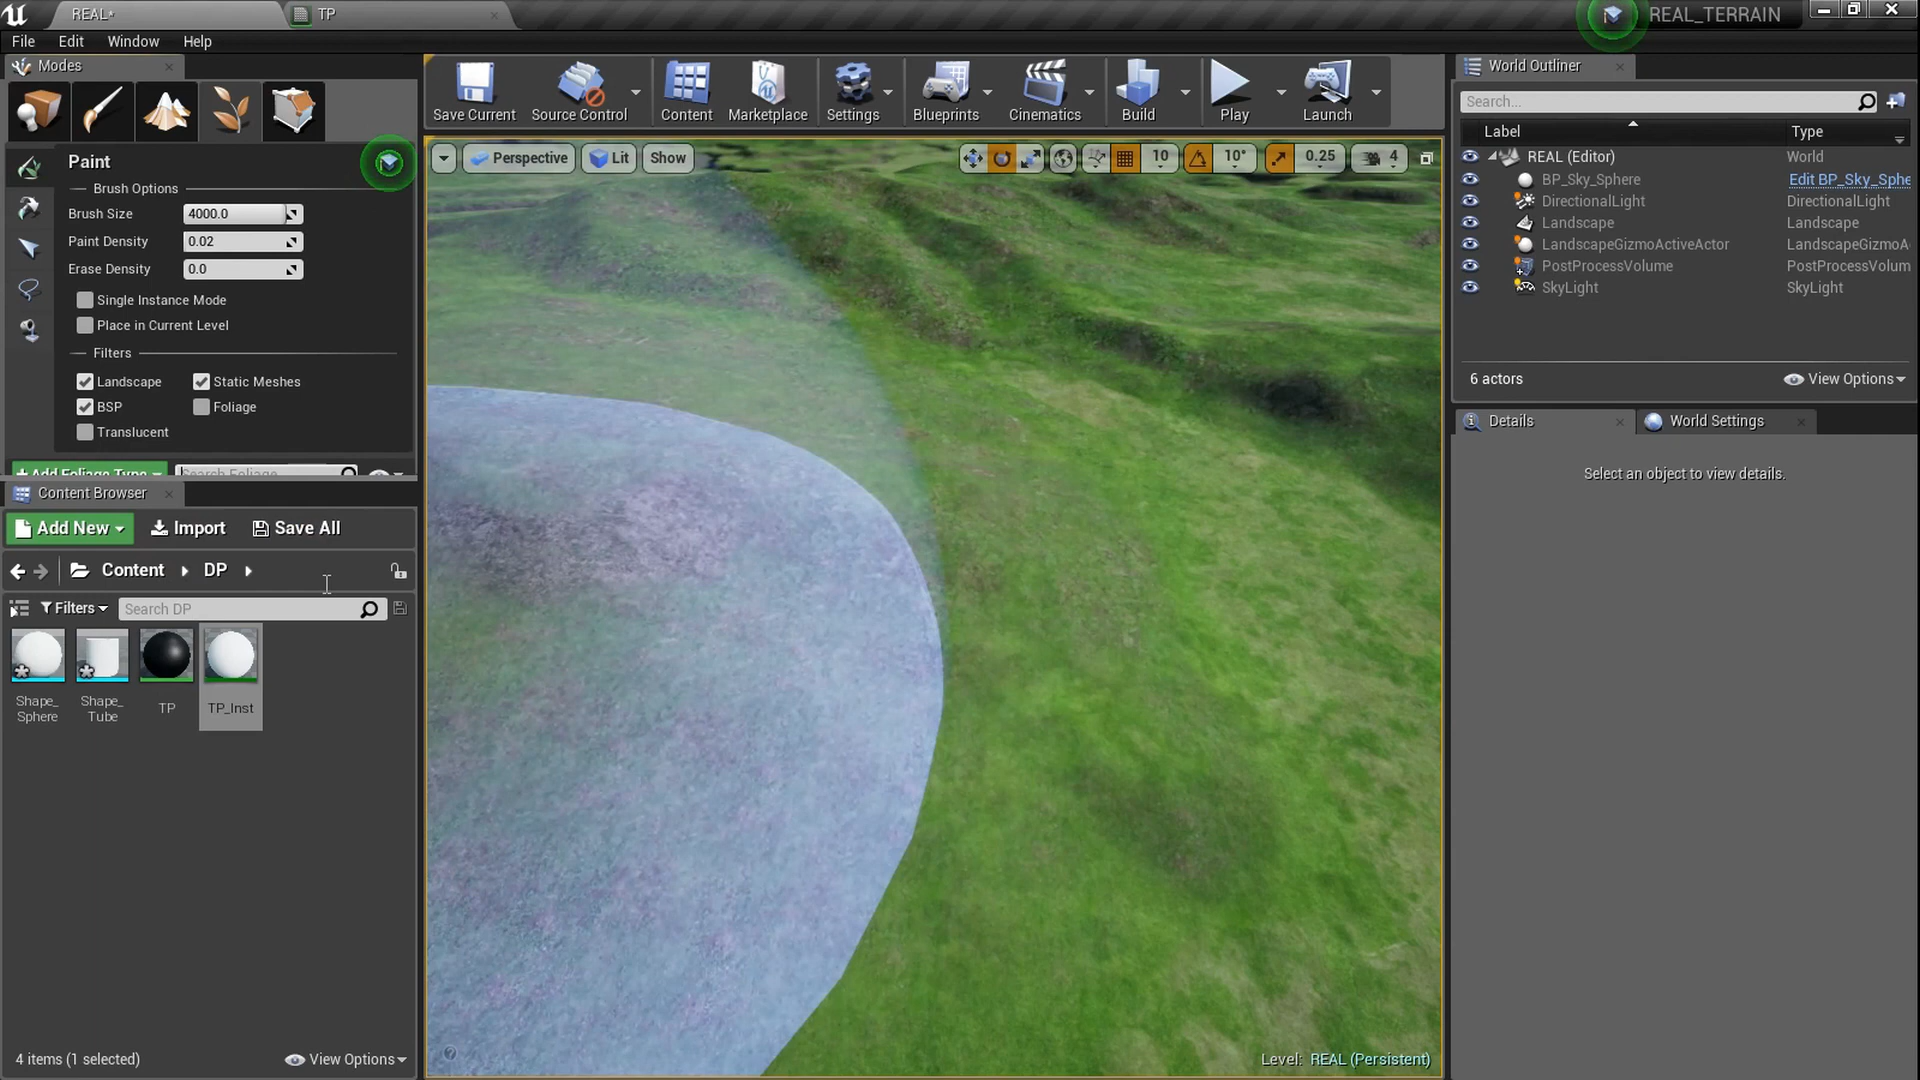 REAL*
TP
REAL_TERRAIN
File Edit Window Help
Modes
Paint
Brush Options
Brush Size 4000.0
Paint Density 0.02
Erase Density 0.0
Single Instance Mode
Place in Current Level
Filters
Landscape Static Meshes
BSP Foliage
Translucent
+Add Foliage Type Search Foliage
Content Browser
Add New Import Save All
Content DP
Filters Search DP
Shape_
Sphere
Shape_
Tube
TP
TP_Inst
4 items (1 selected) View Options
Save Current Source Control Content Marketplace Settings Blueprints Cinematics Build Play Launch
Perspective Lit Show 10 10° 0.25 4
Level: REAL (Persistent)
World Outliner
Search...
Label Type
REAL (Editor) World
BP_Sky_Sphere Edit BP_Sky_Sphe
DirectionalLight DirectionalLight
Landscape Landscape
LandscapeGizmoActiveActor LandscapeGizmoA
PostProcessVolume PostProcessVolum
SkyLight SkyLight
6 actors View Options
Details World Settings
Select an object to view details.